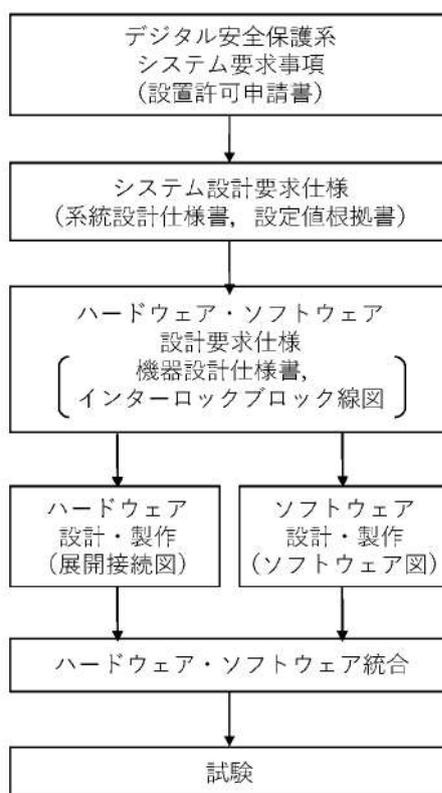 デジタル安全保護系
システム要求事項
(設置許可申請書)
システム設計要求仕様
(系統設計仕様書, 設定値根拠書)
ハードウェア・ソフトウェア
設計要求仕様
機器設計仕様書,
インターロックブロック線図
ハードウェア
設計・製作
(展開接続図)
ソフトウェア
設計・製作
(ソフトウェア図)
ハードウェア・ソフトウェア統合
試験